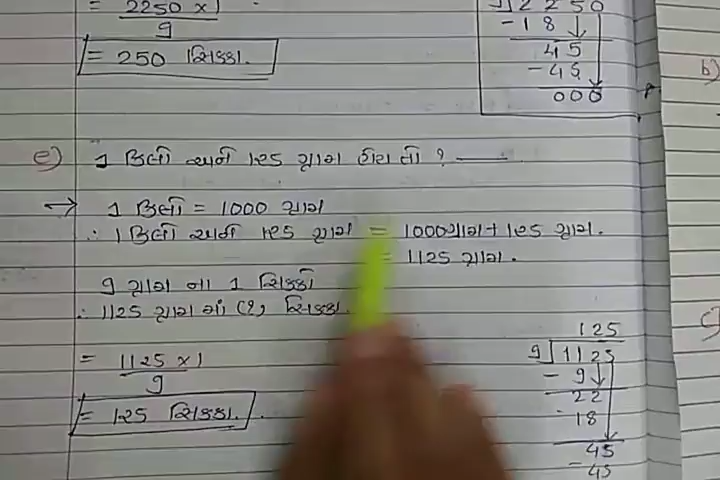 = 2250 × 1
9
= 250 સિક્કા.
2250
- 18
45
- 45
000
b)
e) 1 કિલો અને 125 ગ્રામ હોય તો ?
→ 1 કિલો = 1000 ગ્રામ
∴ 1 કિલો અને 125 ગ્રામ = 1000 ગ્રામ + 125 ગ્રામ.
= 1125 ગ્રામ.
9 ગ્રામ ના 1 સિક્કો
∴ 1125 ગ્રામ ગાં (?) સિક્કા.
= 1125 × 1
9
= 125 સિક્કા.
125
9 1125
- 9
22
- 18
45
- 45